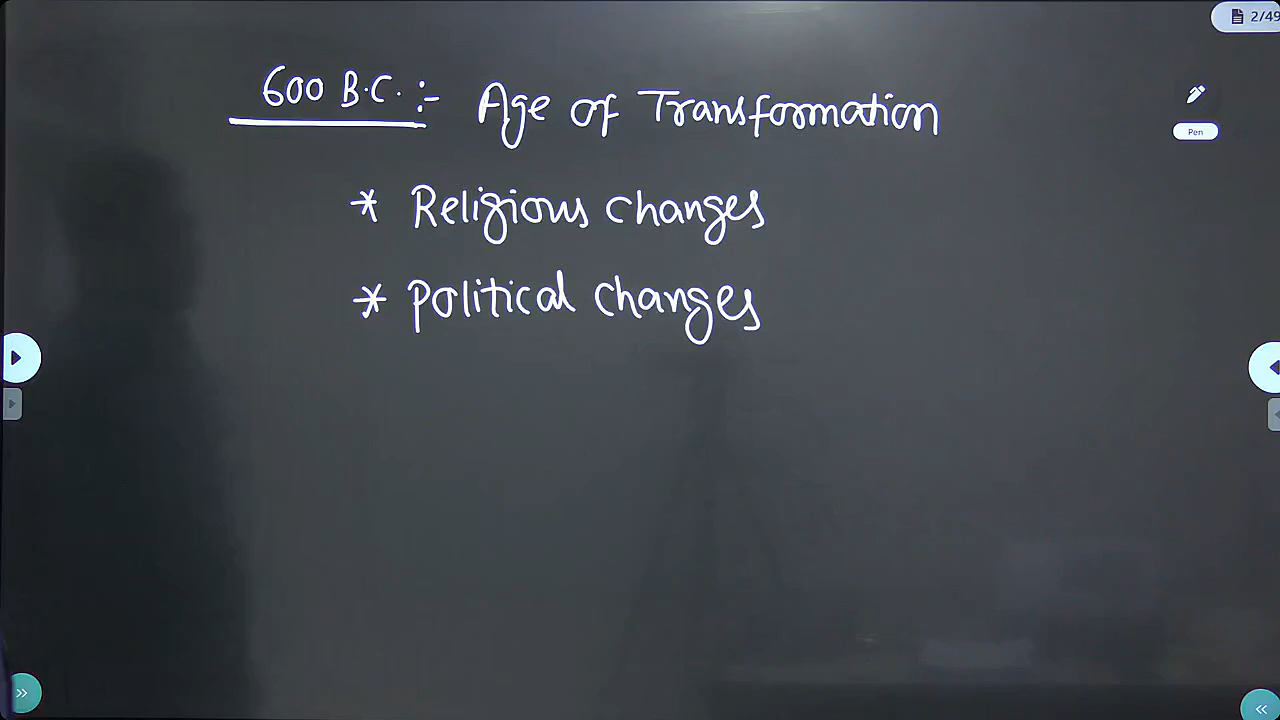 2/49
600 B.C. :- Age of Transformation
Pen
* Religious changes
* Political changes